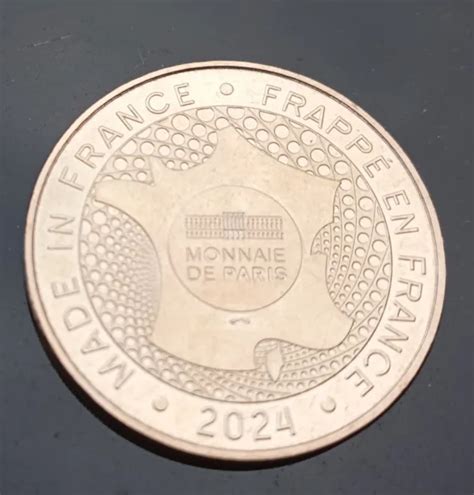 MADE IN FRANCE • FRAPPÉ EN FRANCE •
2024 •
MONNAIE
DE PARIS